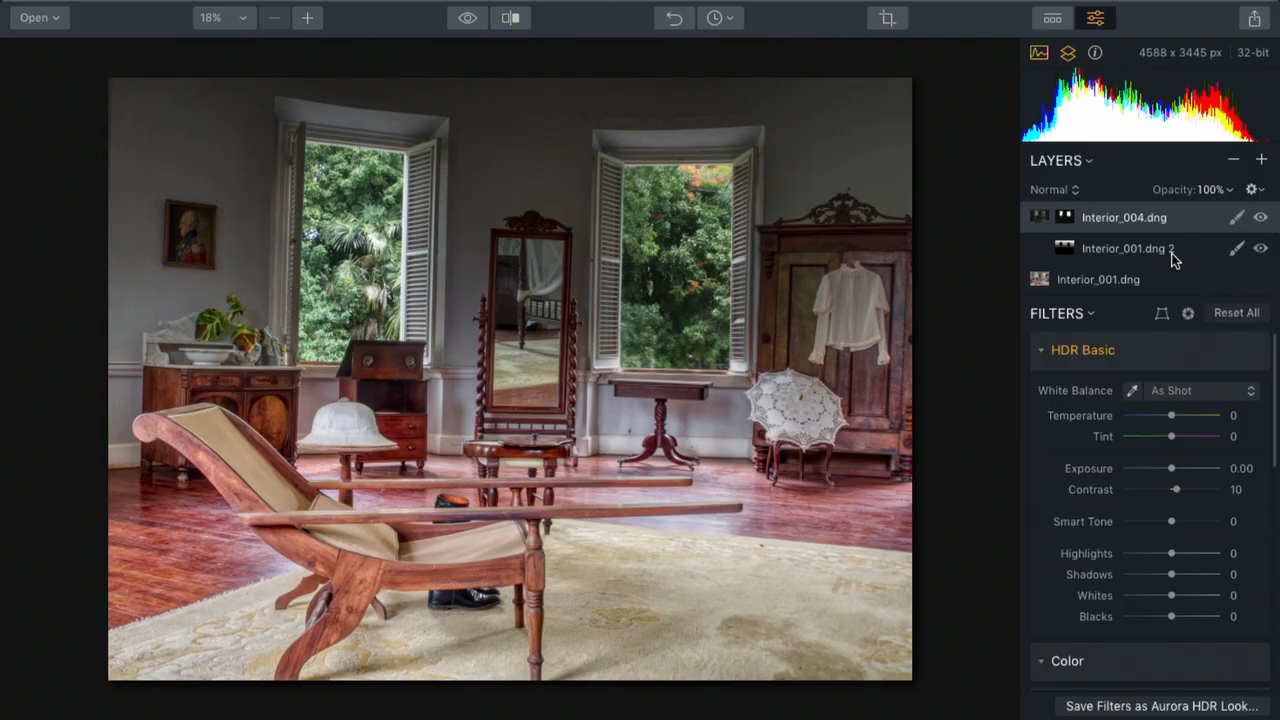 Open
18%
4588 x 3445 px
32-bit
LAYERS
Normal
Opacity: 100%
Interior_004.dng
Interior_001.dng 2
Interior_001.dng
FILTERS
Reset All
HDR Basic
White Balance
As Shot
Temperature 0
Tint 0
Exposure 0.00
Contrast 10
Smart Tone 0
Highlights 0
Shadows 0
Whites 0
Blacks 0
Color
Save Filters as Aurora HDR Look...